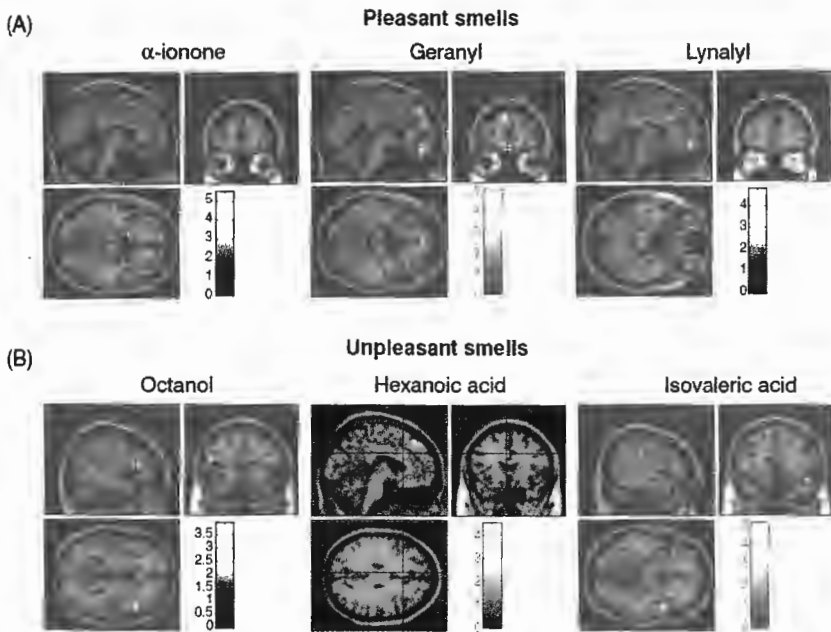 (A)
Pleasant smells
α-ionone
Geranyl
Lynalyl
5
4
3
2
1
0
4
3
2
1
0
(B)
Unpleasant smells
Octanol
Hexanoic acid
Isovaleric acid
3.5
3
2.5
2
1.5
1
0.5
0